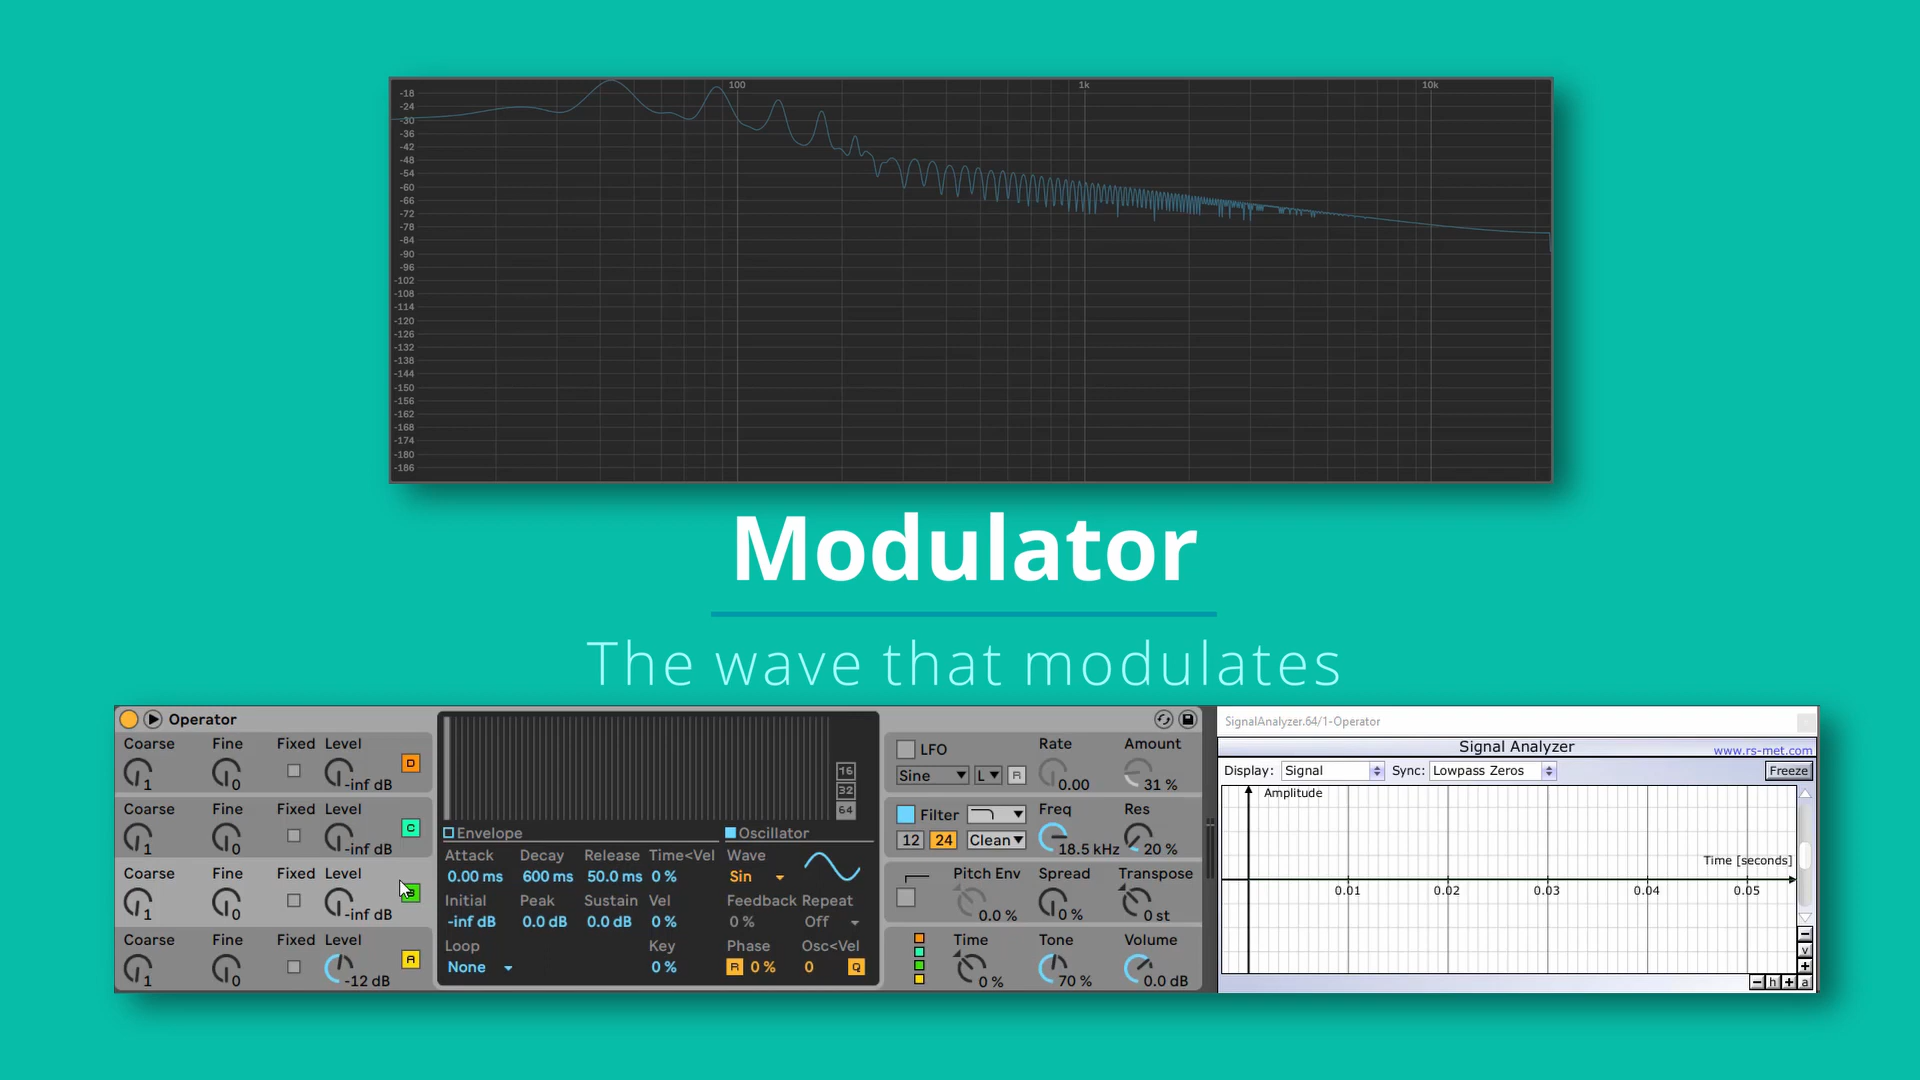 100 1k 10k
-18
-24
-30
-36
-42
-48
-54
-60
-66
-72
-78
-84
-90
-96
-102
-108
-114
-120
-126
-132
-138
-144
-150
-156
-162
-168
-174
-180
-186
Modulator
The wave that modulates
Operator
Coarse Fine Fixed Level
1 0 -inf dB D
Coarse Fine Fixed Level
1 0 -inf dB C
Coarse Fine Fixed Level
1 0 -inf dB
Coarse Fine Fixed Level
1 0 -12 dB A
16
32
64
Envelope Oscillator
Attack Decay Release Time<Vel Wave
0.00 ms 600 ms 50.0 ms 0 % Sin
Initial Peak Sustain Vel Feedback Repeat
-inf dB 0.0 dB 0.0 dB 0 % 0 % Off
Loop Key Phase Osc<Vel
None 0 % R 0 % 0 Q
LFO Rate Amount
Sine L R 0.00 31 %
Filter Freq Res
12 24 Clean 18.5 kHz 20 %
Pitch Env Spread Transpose
0.0 % 0 % 0 st
Time Tone Volume
0 % 70 % 0.0 dB
SignalAnalyzer.64/1-Operator
Signal Analyzer www.rs-met.com
Display: Signal Sync: Lowpass Zeros Freeze
Amplitude
Time [seconds]
0.01 0.02 0.03 0.04 0.05
−
v
+
− h + a